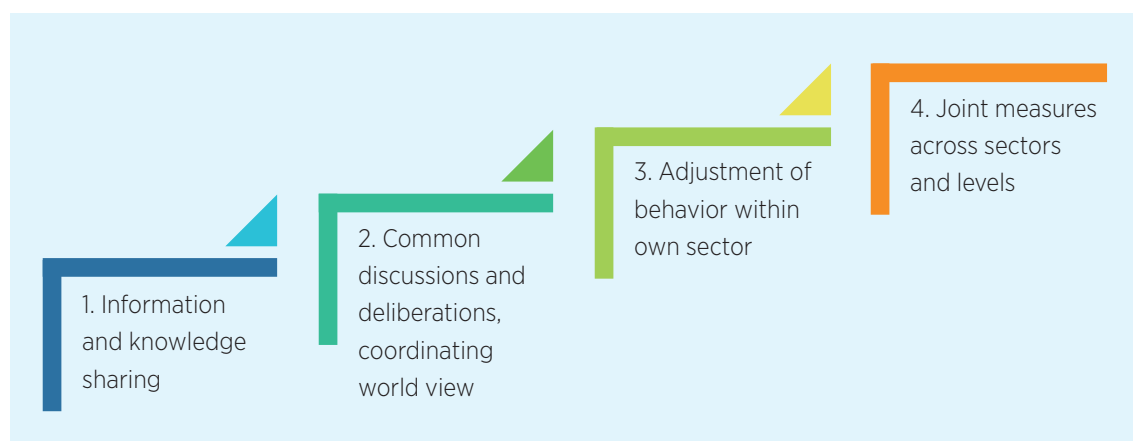 1. Information
and knowledge
sharing
2. Common
discussions and
deliberations,
coordinating
world view
3. Adjustment of
behavior within
own sector
4. Joint measures
across sectors
and levels